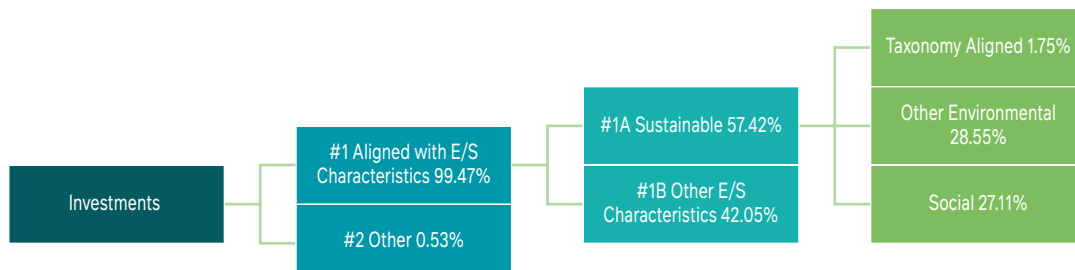 Investments
#1 Aligned with E/S
Characteristics 99.47%
#2 Other 0.53%
#1A Sustainable 57.42%
#1B Other E/S
Characteristics 42.05%
Taxonomy Aligned 1.75%
Other Environmental
28.55%
Social 27.11%